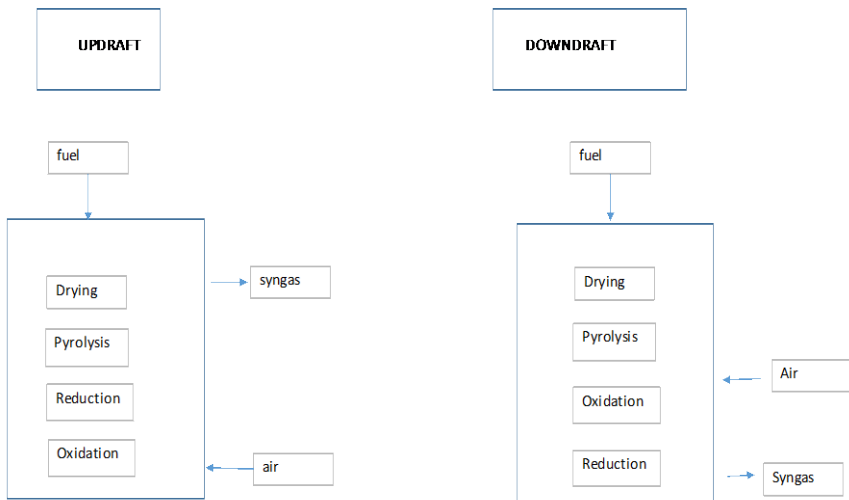 UPDRAFT
DOWNDRAFT
fuel
fuel
syngas
Drying
Pyrolysis
Reduction
Oxidation
air
Drying
Pyrolysis
Air
Oxidation
Reduction
Syngas